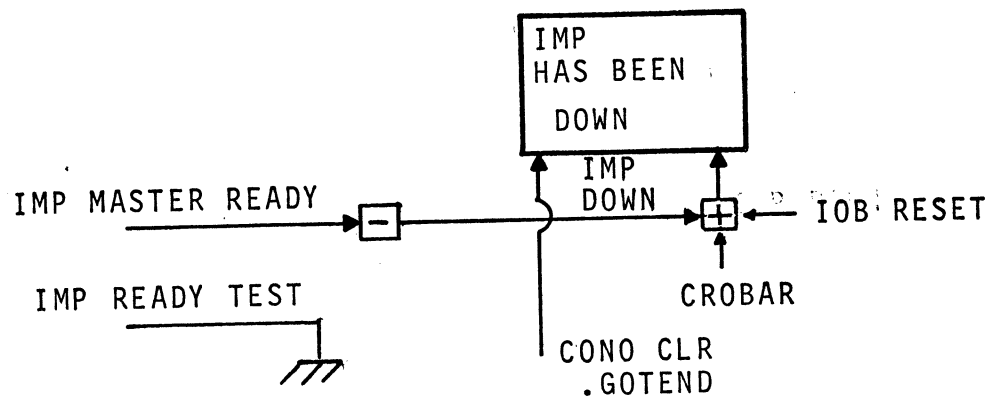 IMP
HAS BEEN
DOWN
IMP
DOWN
IMP MASTER READY
-
+
IOB RESET
IMP READY TEST
CROBAR
CONO CLR
.GOTEND